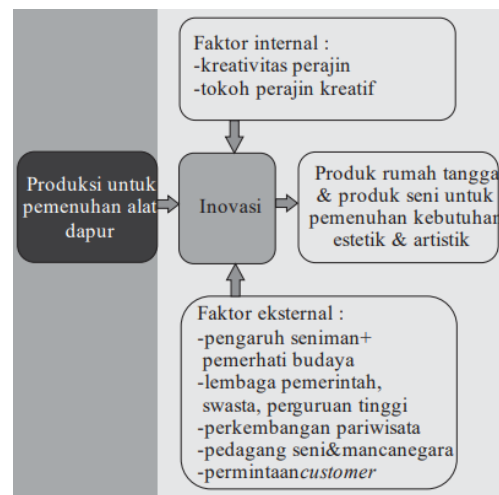 Faktor internal :
-kreativitas perajin
-tokoh perajin kreatif
Produksi untuk
pemenuhan alat
dapur
Inovasi
Produk rumah tangga
& produk seni untuk
pemenuhan kebutuhan
estetik & artistik
Faktor eksternal :
-pengaruh seniman+
pemerhati budaya
-lembaga pemerintah,
swasta, perguruan tinggi
-perkembangan pariwisata
-pedagang seni&mancanegara
-permintaancustomer